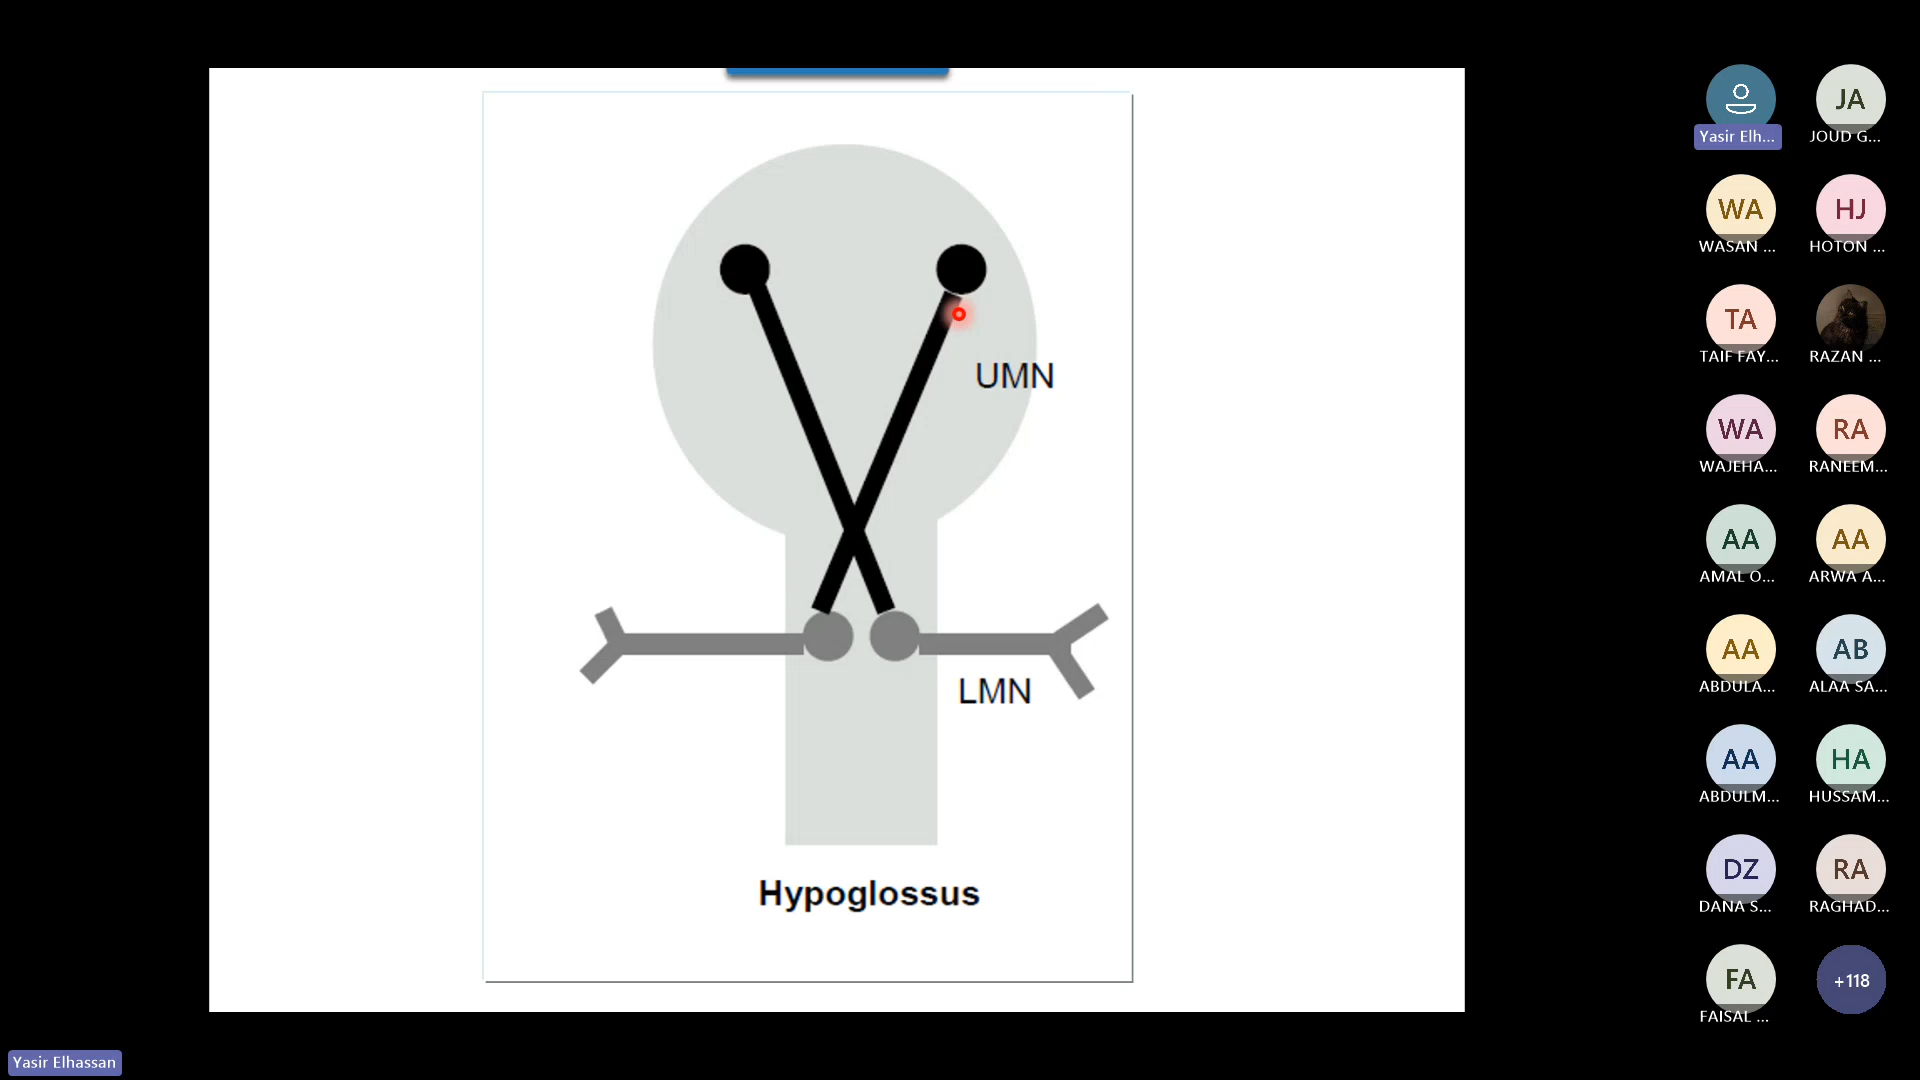 UMN
LMN
Hypoglossus
Yasir Elh...
JA
JOUD G...
WA
WASAN ...
HJ
HOTON ...
TA
TAIF FAY...
RAZAN ...
WA
WAJEHA...
RA
RANEEM...
AA
AMAL O...
AA
ARWA A...
AA
ABDULA...
AB
ALAA SA...
AA
ABDULM...
HA
HUSSAM...
DZ
DANA S...
RA
RAGHAD...
FA
FAISAL ...
+118
Yasir Elhassan